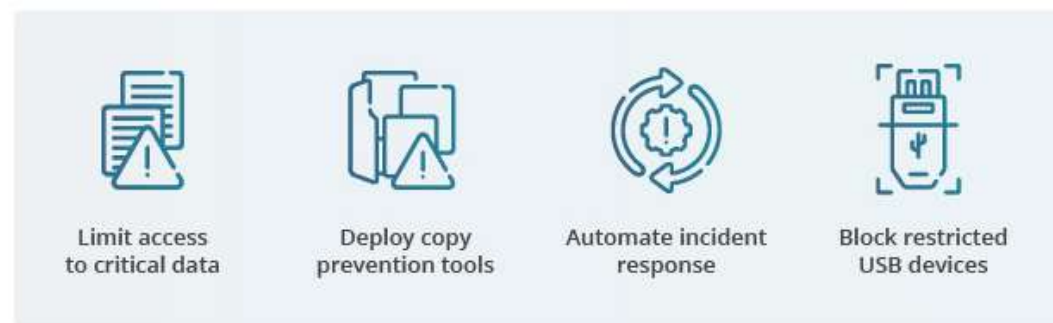 Limit access
to critical data
Deploy copy
prevention tools
Automate incident
response
Block restricted
USB devices